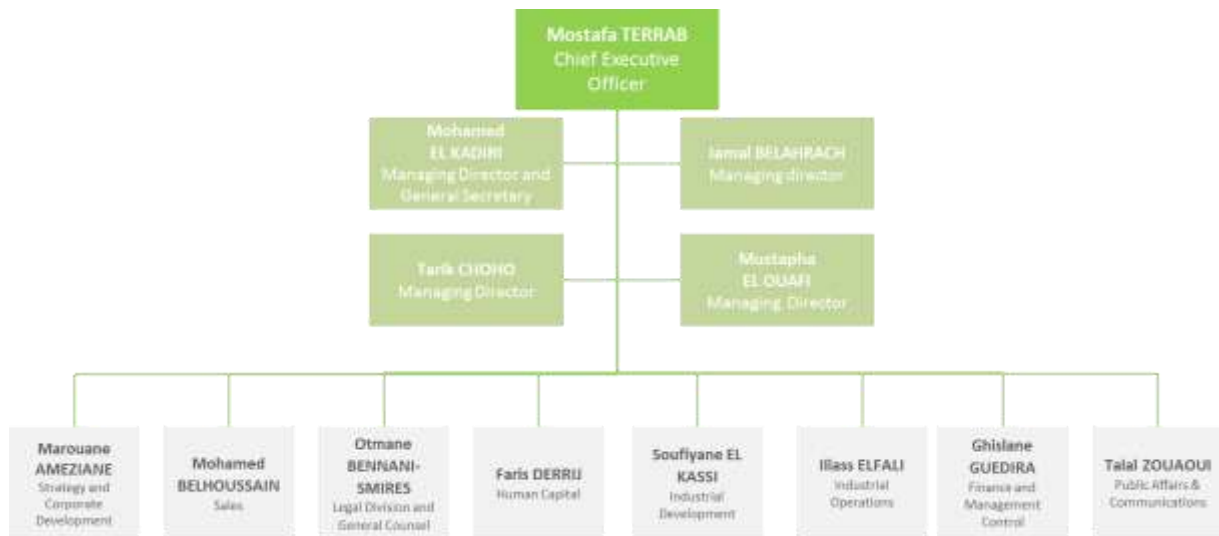 Mostafa TERRAB
Chief Executive
Officer
Mohamed
EL KADIRI
Managing Director and
General Secretary
Iamal BELAHRACH
Managing director
Tarik CHOHO
Managing Director
Mustapha
EL OUAFI
Managing Director
Marouane
AMEZIANE
Strategy and
Corporate
Development
Mohamed
BELHOUSSAIN
Sales
Otmane
BENNANI-
SMIRES
Legal Division and
General Counsel
Faris DERRIJ
Human Capital
Soufiyane EL
KASSI
Industrial
Development
Iliass ELFALI
Industrial
Operations
Ghislane
GUEDIRA
Finance and
Management
Control
Talal ZOUAOUI
Public Affairs &
Communications